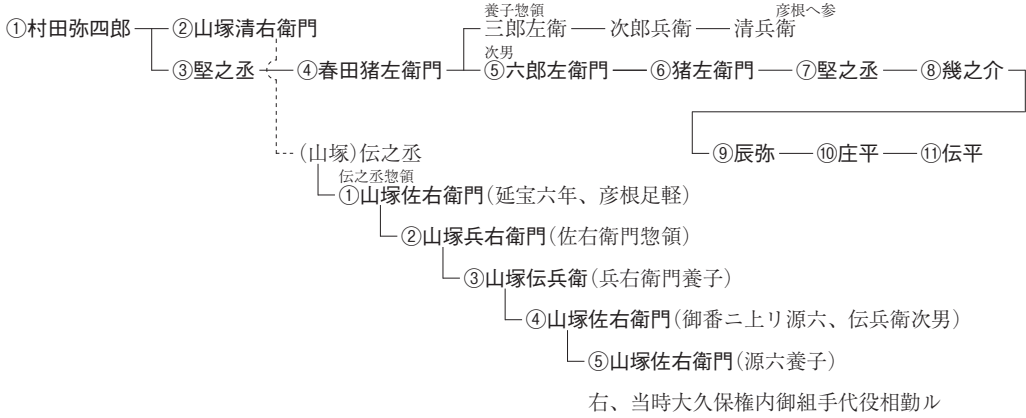 ①村田弥四郎 ②山塚清右衛門
養子惣領 彦根へ参
三郎左衛 次郎兵衛 清兵衛
次男
③堅之丞 ④春田猪左衛門 ⑤六郎左衛門 ⑥猪左衛門 ⑦堅之丞 ⑧幾之介
⑨辰弥 ⑩庄平 ⑪伝平
(山塚)伝之丞
伝之丞惣領
①山塚佐右衛門(延宝六年、彦根足軽)
②山塚兵右衛門(佐右衛門惣領)
③山塚伝兵衛(兵右衛門養子)
④山塚佐右衛門(御番ニ上リ源六、伝兵衛次男)
⑤山塚佐右衛門(源六養子)
右、当時大久保権内御組手代役相勤ル